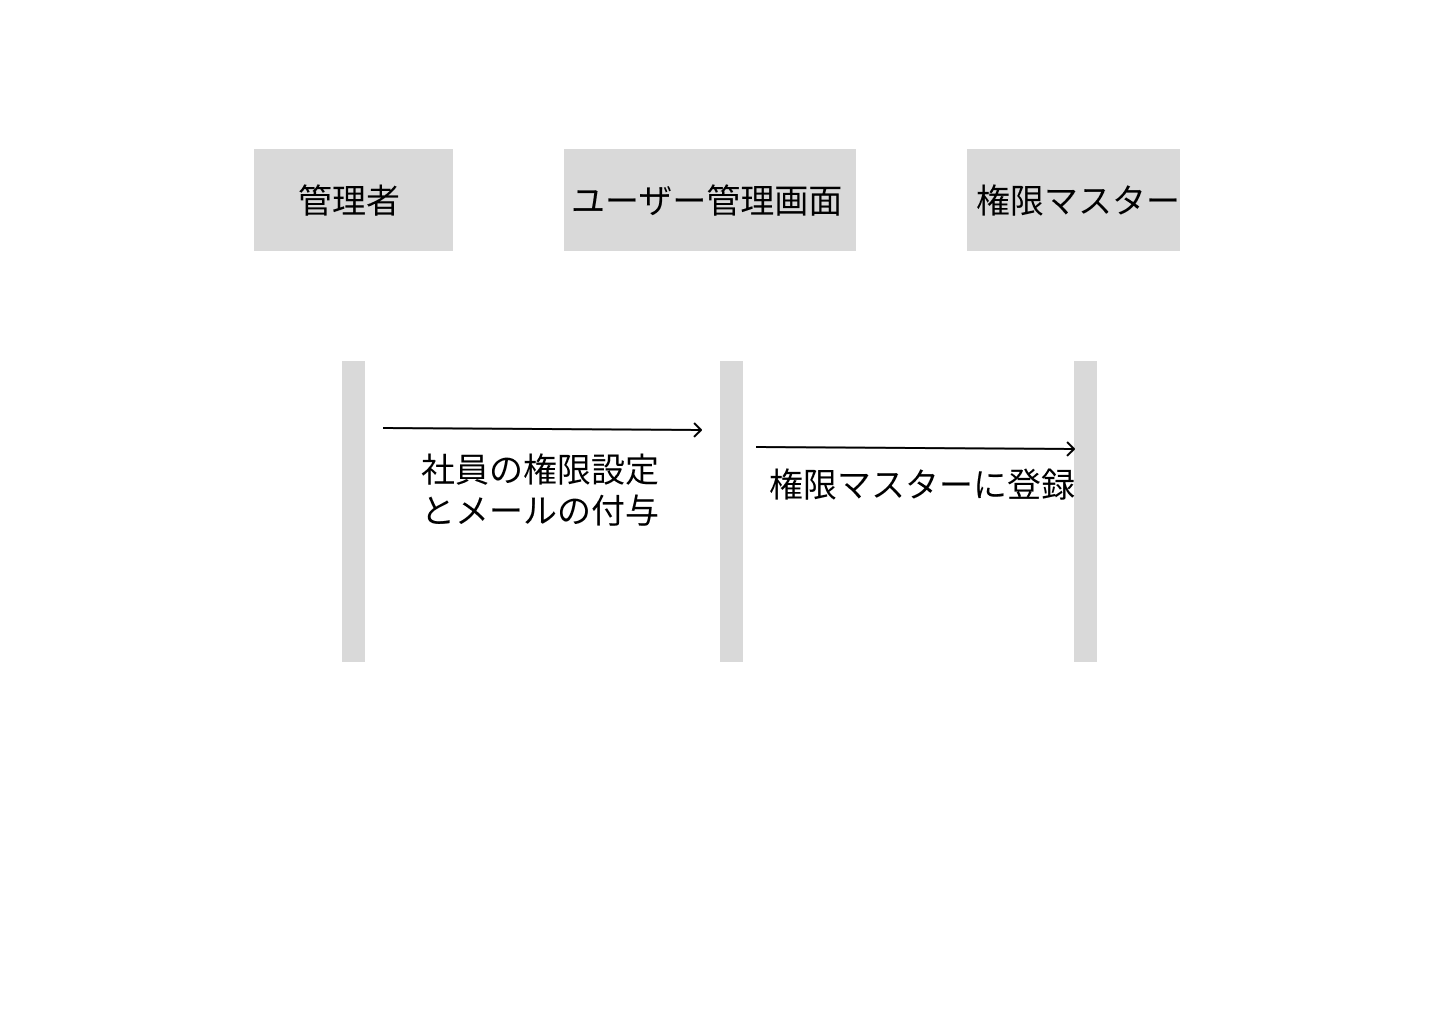 管理者
ユーザー管理画面
権限マスター
社員の権限設定
とメールの付与
権限マスターに登録